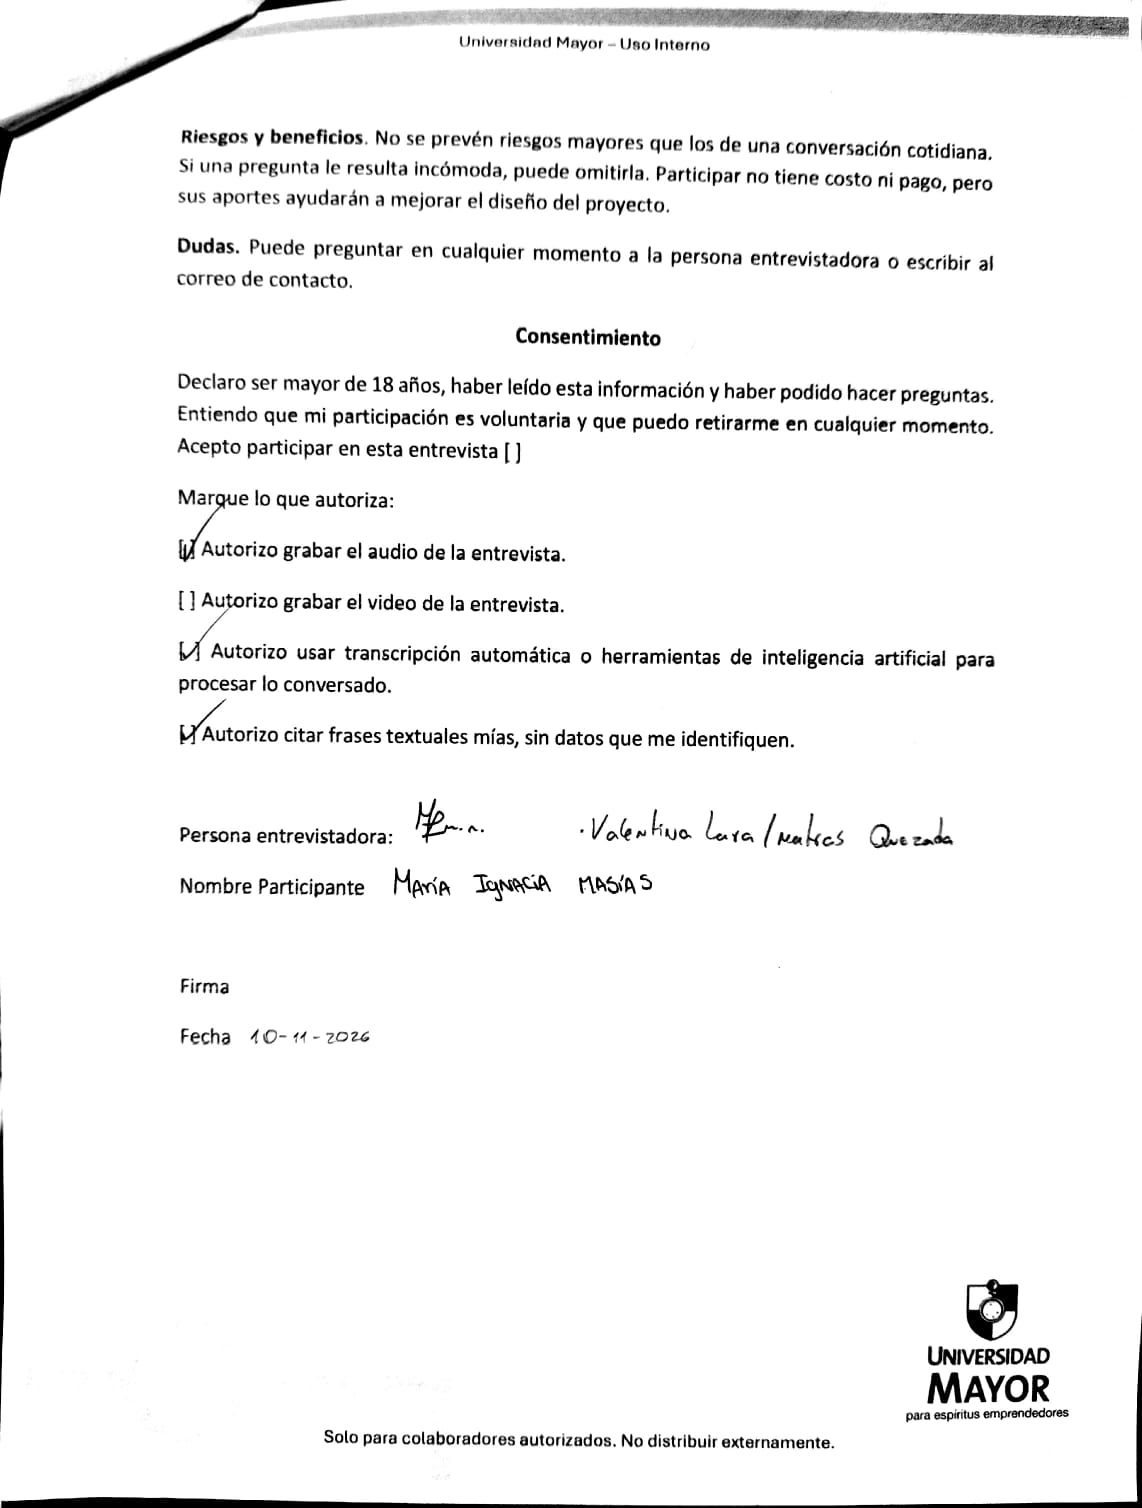 Universidad Mayor – Uso Interno
Riesgos y beneficios. No se prevén riesgos mayores que los de una conversación cotidiana.
Si una pregunta le resulta incómoda, puede omitirla. Participar no tiene costo ni pago, pero
sus aportes ayudarán a mejorar el diseño del proyecto.
Dudas. Puede preguntar en cualquier momento a la persona entrevistadora o escribir al
correo de contacto.
Consentimiento
Declaro ser mayor de 18 años, haber leído esta información y haber podido hacer preguntas.
Entiendo que mi participación es voluntaria y que puedo retirarme en cualquier momento.
Acepto participar en esta entrevista [ ]
Marque lo que autoriza:
[✓] Autorizo grabar el audio de la entrevista.
[ ] Autorizo grabar el video de la entrevista.
[✓] Autorizo usar transcripción automática o herramientas de inteligencia artificial para
procesar lo conversado.
[✓] Autorizo citar frases textuales mías, sin datos que me identifiquen.
Persona entrevistadora: · Valentina Lara / Quezada
Nombre Participante MARÍA IGNACIA MASÍAS
Firma
Fecha 10-11-2026
UNIVERSIDAD
MAYOR
para espíritus emprendedores
Solo para colaboradores autorizados. No distribuir externamente.